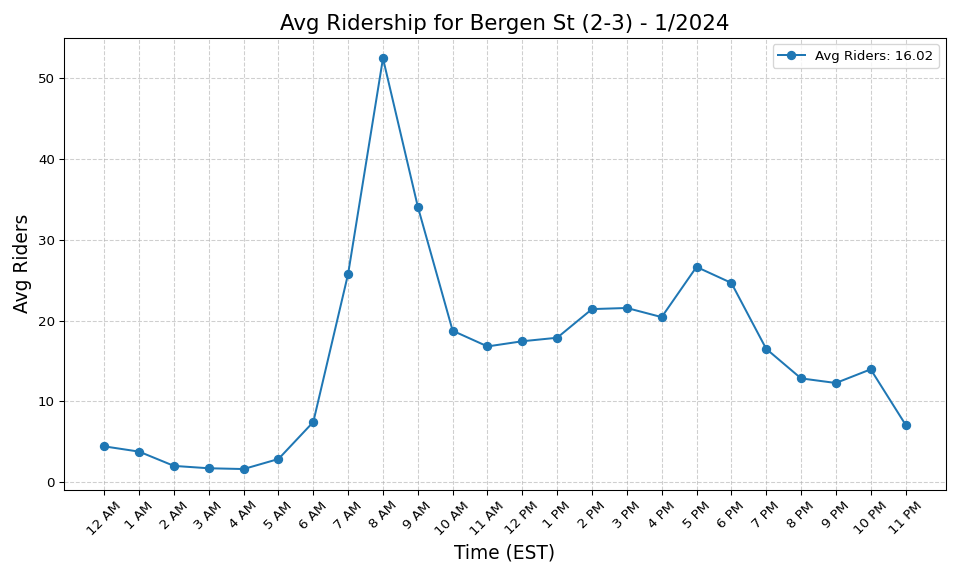 Avg Ridership for Bergen St (2-3) - 1/2024
Avg Riders: 16.02
Avg Riders
50
40
30
20
10
0
12 AM 1 AM 2 AM 3 AM 4 AM 5 AM 6 AM 7 AM 8 AM 9 AM 10 AM 11 AM 12 PM 1 PM 2 PM 3 PM 4 PM 5 PM 6 PM 7 PM 8 PM 9 PM 10 PM 11 PM
Time (EST)